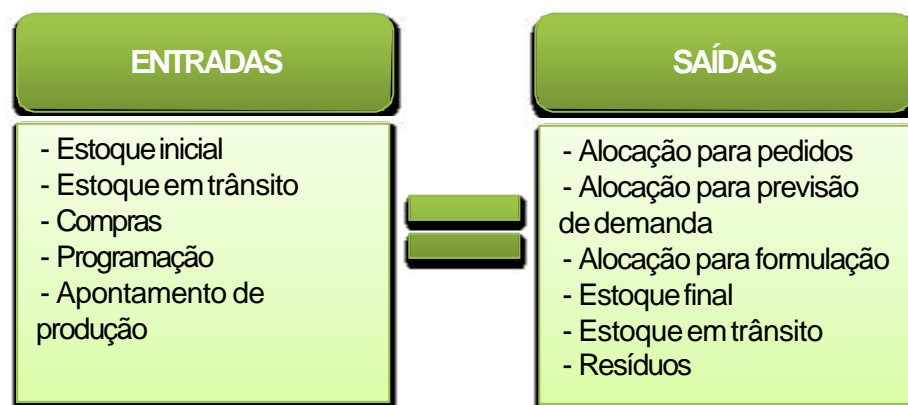 ENTRADAS
- Estoque inicial
- Estoque em trânsito
- Compras
- Programação
- Apontamento de
produção
SAÍDAS
- Alocação para pedidos
- Alocação para previsão
de demanda
- Alocação para formulação
- Estoque final
- Estoque em trânsito
- Resíduos